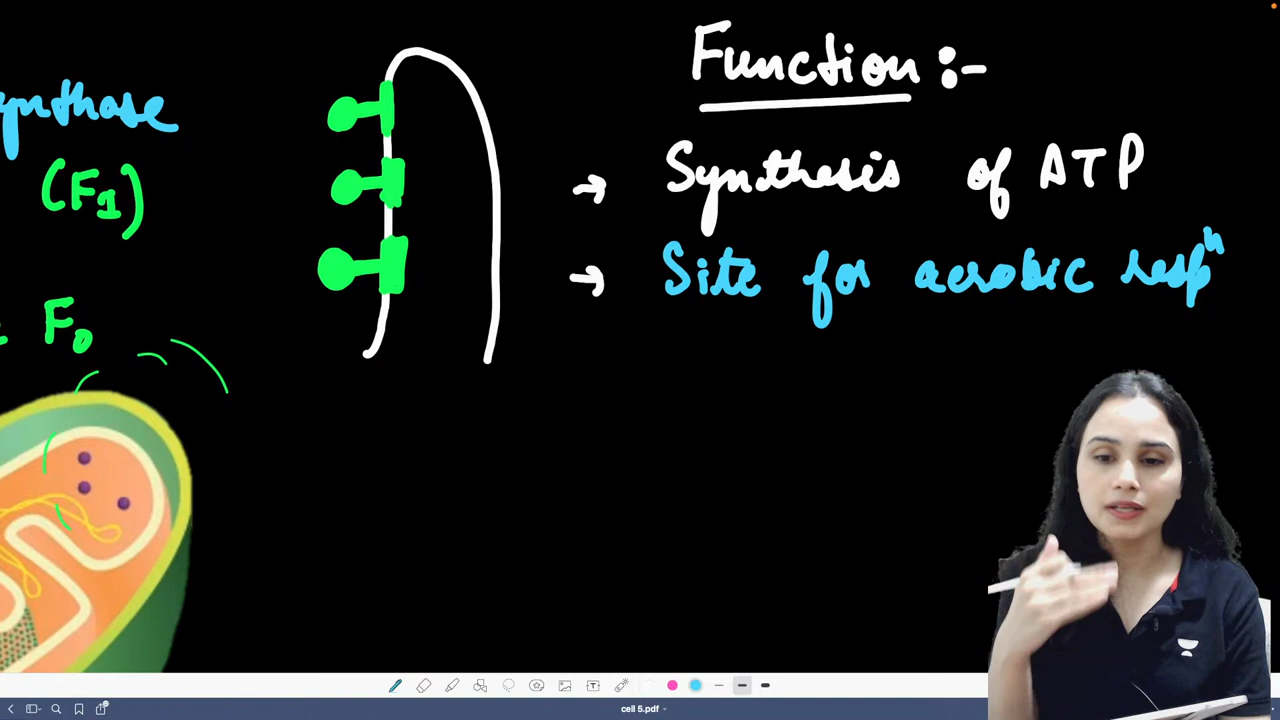 Function :-
ynthase
(F1)
F0
→ Synthesis of ATP
→ Site for aerobic respⁿ
cell 5.pdf